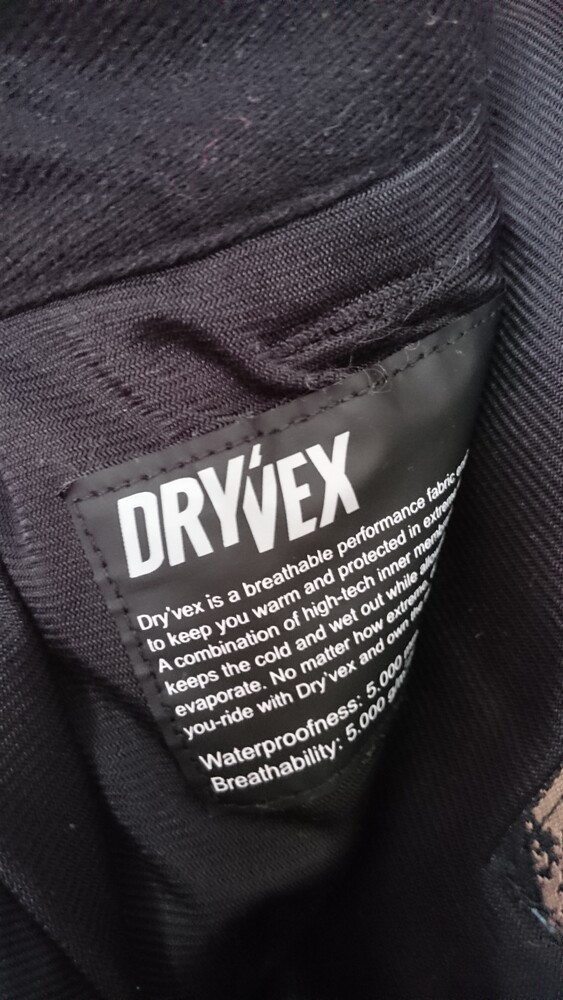 DRY'VEX
Dry'vex is a breathable performance fabric
to keep you warm and protected in extreme
A combination of high-tech inner
keeps the cold and wet out while
evaporate. No matter how extreme
you-ride with Dry'vex and own the
Waterproofness: 5.000
Breathability: 5.000